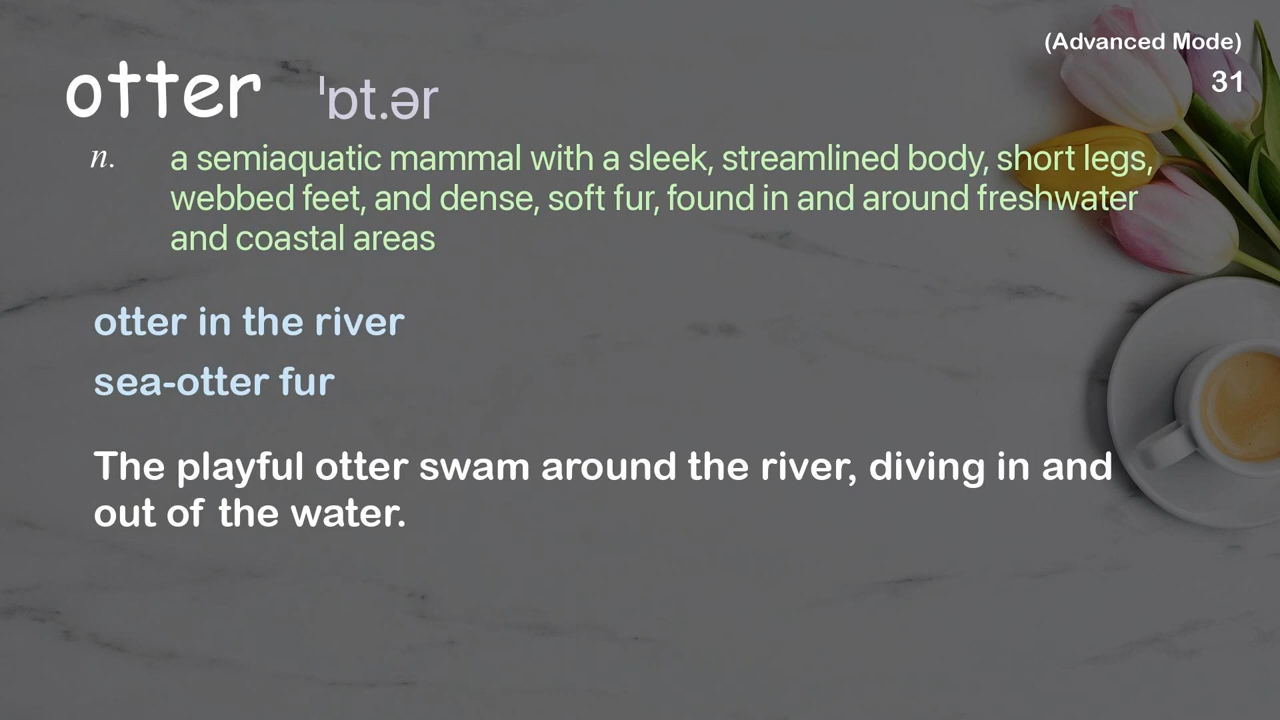 (Advanced Mode)
31
otter ˈɒt.ər
n. a semiaquatic mammal with a sleek, streamlined body, short legs,
webbed feet, and dense, soft fur, found in and around freshwater
and coastal areas
otter in the river
sea-otter fur
The playful otter swam around the river, diving in and
out of the water.